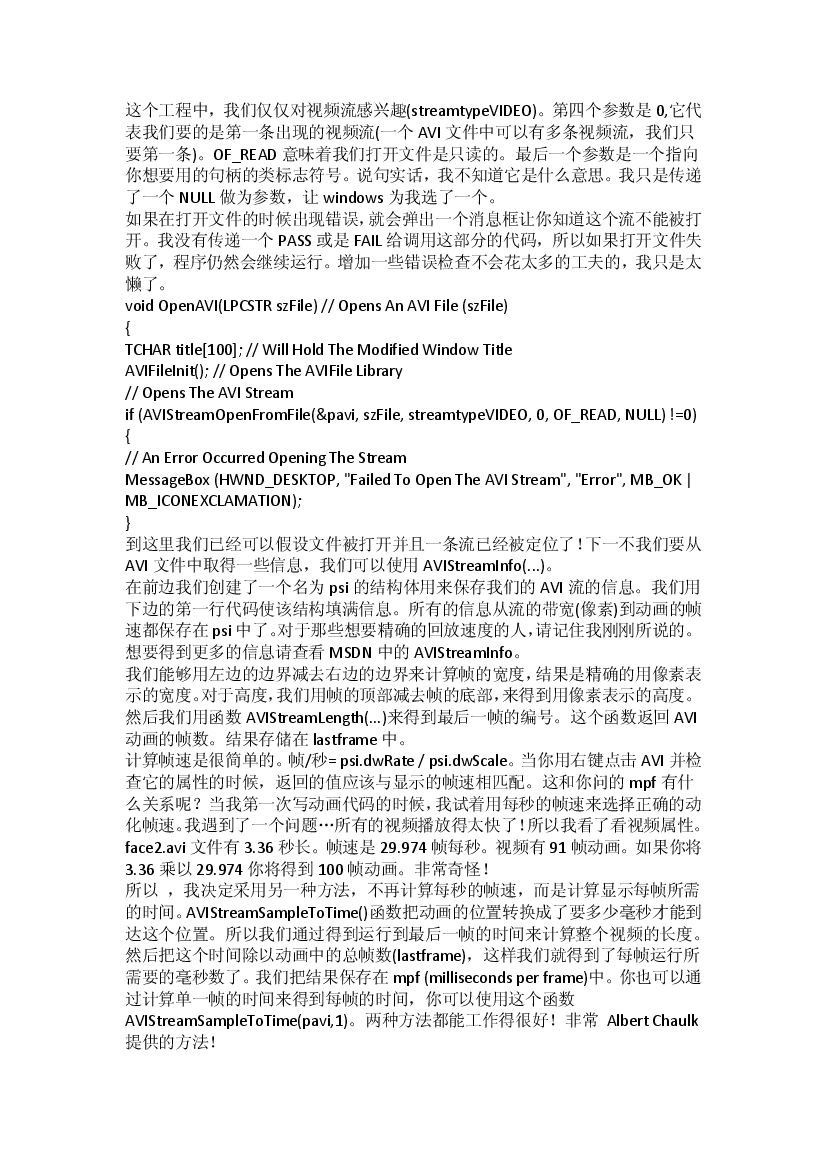 这个工程中，我们仅仅对视频流感兴趣(streamtypeVIDEO)。第四个参数是 0,它代
表我们要的是第一条出现的视频流(一个 AVI 文件中可以有多条视频流，我们只
要第一条)。OF_READ 意味着我们打开文件是只读的。最后一个参数是一个指向
你想要用的句柄的类标志符号。说句实话，我不知道它是什么意思。我只是传递
了一个 NULL 做为参数，让 windows 为我选了一个。
如果在打开文件的时候出现错误，就会弹出一个消息框让你知道这个流不能被打
开。我没有传递一个 PASS 或是 FAIL 给调用这部分的代码，所以如果打开文件失
败了，程序仍然会继续运行。增加一些错误检查不会花太多的工夫的，我只是太
懒了。
void OpenAVI(LPCSTR szFile) // Opens An AVI File (szFile)
{
TCHAR title[100]; // Will Hold The Modified Window Title
AVIFileInit(); // Opens The AVIFile Library
// Opens The AVI Stream
if (AVIStreamOpenFromFile(&pavi, szFile, streamtypeVIDEO, 0, OF_READ, NULL) !=0)
{
// An Error Occurred Opening The Stream
MessageBox (HWND_DESKTOP, "Failed To Open The AVI Stream", "Error", MB_OK |
MB_ICONEXCLAMATION);
}
到这里我们已经可以假设文件被打开并且一条流已经被定位了！下一不我们要从
AVI 文件中取得一些信息，我们可以使用 AVIStreamInfo(...)。
在前边我们创建了一个名为 psi 的结构体用来保存我们的 AVI 流的信息。我们用
下边的第一行代码使该结构填满信息。所有的信息从流的带宽(像素)到动画的帧
速都保存在 psi 中了。对于那些想要精确的回放速度的人，请记住我刚刚所说的。
想要得到更多的信息请查看 MSDN 中的 AVIStreamInfo。
我们能够用左边的边界减去右边的边界来计算帧的宽度，结果是精确的用像素表
示的宽度。对于高度，我们用帧的顶部减去帧的底部，来得到用像素表示的高度。
然后我们用函数 AVIStreamLength(...)来得到最后一帧的编号。这个函数返回 AVI
动画的帧数。结果存储在 lastframe 中。
计算帧速是很简单的。帧/秒= psi.dwRate / psi.dwScale。当你用右键点击 AVI 并检
查它的属性的时候，返回的值应该与显示的帧速相匹配。这和你问的 mpf 有什
么关系呢？当我第一次写动画代码的时候，我试着用每秒的帧速来选择正确的动
化帧速。我遇到了一个问题…所有的视频播放得太快了！所以我看了看视频属性。
face2.avi 文件有 3.36 秒长。帧速是 29.974 帧每秒。视频有 91 帧动画。如果你将
3.36 乘以 29.974 你将得到 100 帧动画。非常奇怪！
所以 ，我决定采用另一种方法，不再计算每秒的帧速，而是计算显示每帧所需
的时间。AVIStreamSampleToTime()函数把动画的位置转换成了要多少毫秒才能到
达这个位置。所以我们通过得到运行到最后一帧的时间来计算整个视频的长度。
然后把这个时间除以动画中的总帧数(lastframe)，这样我们就得到了每帧运行所
需要的毫秒数了。我们把结果保存在 mpf (milliseconds per frame)中。你也可以通
过计算单一帧的时间来得到每帧的时间，你可以使用这个函数
AVIStreamSampleToTime(pavi,1)。两种方法都能工作得很好！非常 Albert Chaulk
提供的方法！